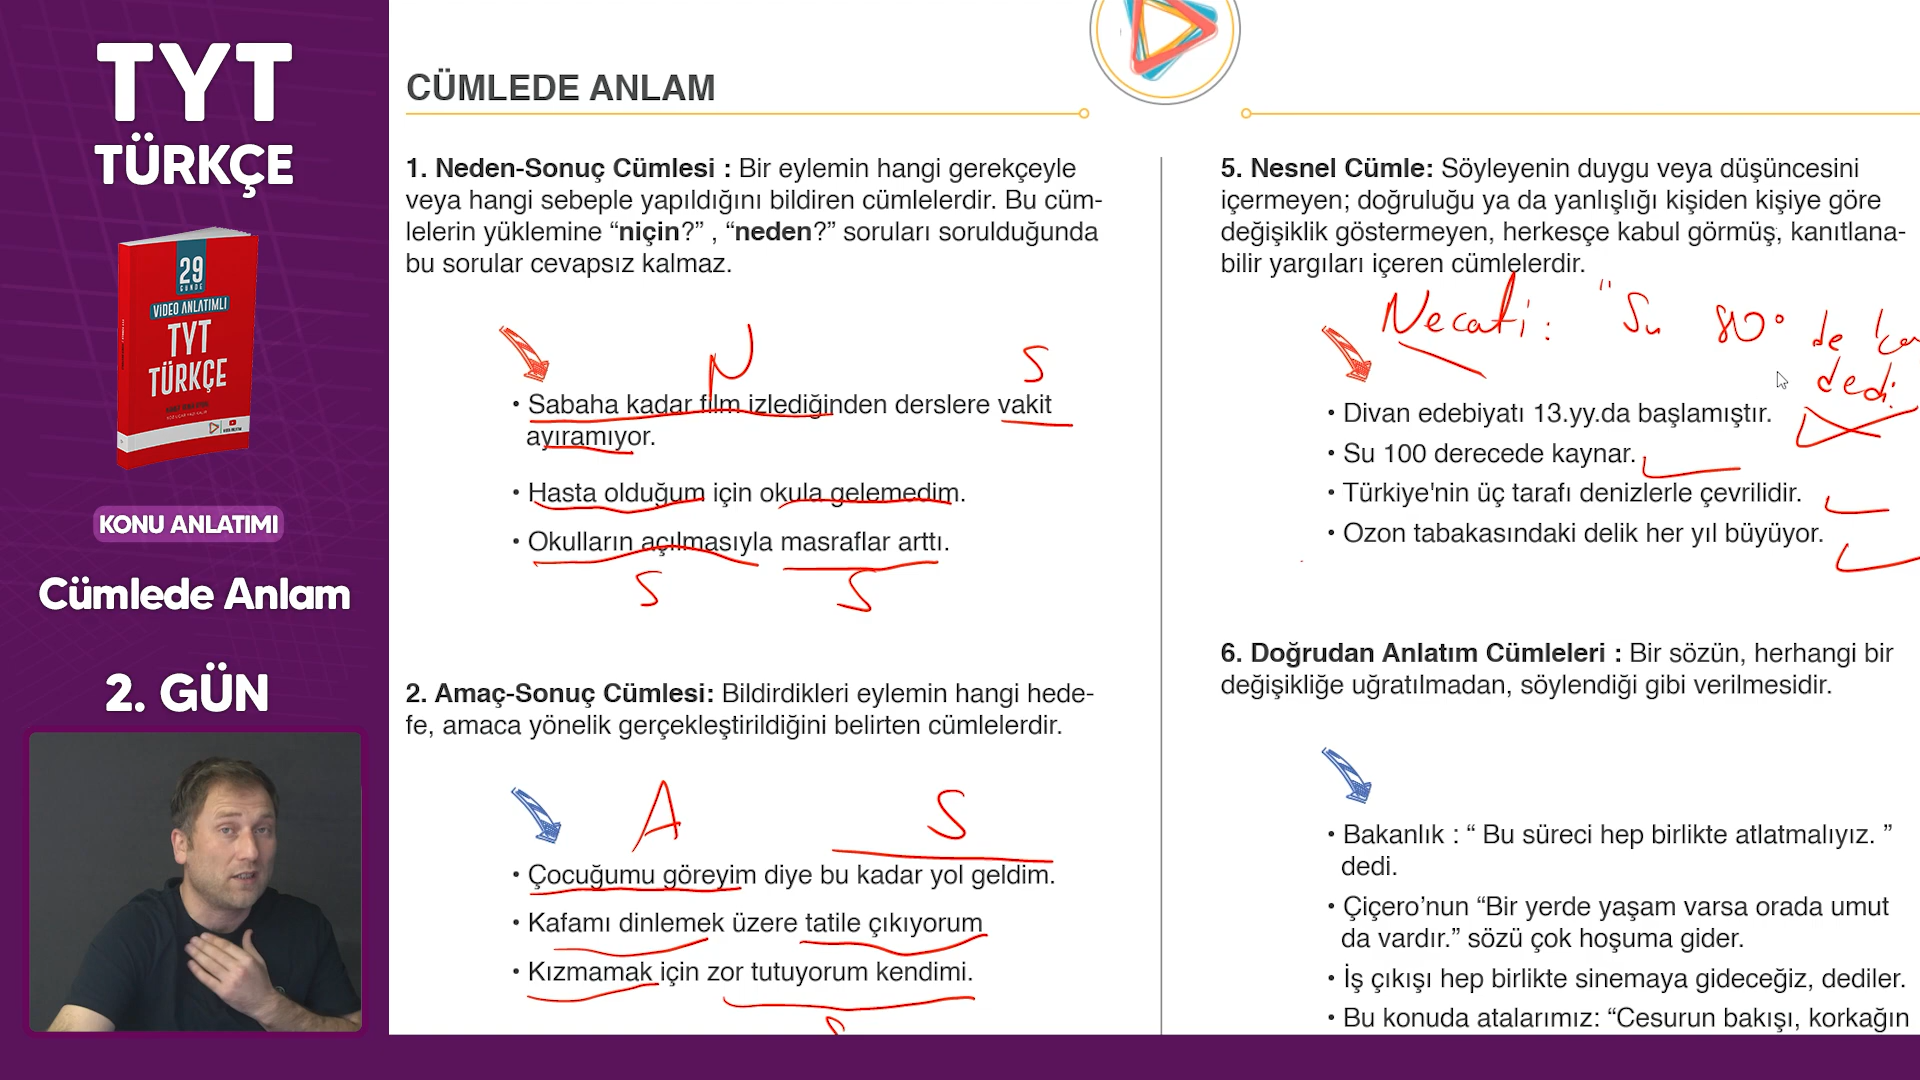 TYT
TÜRKÇE
29
GÜNDE
VİDEO ANLATIMLI
TYT
TÜRKÇE
KONU ANLATIMI
Cümlede Anlam
2. GÜN
CÜMLEDE ANLAM
1. Neden-Sonuç Cümlesi : Bir eylemin hangi gerekçeyle
veya hangi sebeple yapıldığını bildiren cümlelerdir. Bu cüm-
lelerin yüklemine “niçin?” , “neden?” soruları sorulduğunda
bu sorular cevapsız kalmaz.
N S
• Sabaha kadar film izlediğinden derslere vakit
ayıramıyor.
• Hasta olduğum için okula gelemedim.
• Okulların açılmasıyla masraflar arttı.
S S
2. Amaç-Sonuç Cümlesi: Bildirdikleri eylemin hangi hede-
fe, amaca yönelik gerçekleştirildiğini belirten cümlelerdir.
A S
• Çocuğumu göreyim diye bu kadar yol geldim.
• Kafamı dinlemek üzere tatile çıkıyorum
• Kızmamak için zor tutuyorum kendimi.
5. Nesnel Cümle: Söyleyenin duygu veya düşüncesini
içermeyen; doğruluğu ya da yanlışlığı kişiden kişiye göre
değişiklik göstermeyen, herkesçe kabul görmüş, kanıtlana-
bilir yargıları içeren cümlelerdir.
Necati: "Su 80° de
dedi.
• Divan edebiyatı 13.yy.da başlamıştır.
• Su 100 derecede kaynar.
• Türkiye'nin üç tarafı denizlerle çevrilidir.
• Ozon tabakasındaki delik her yıl büyüyor.
6. Doğrudan Anlatım Cümleleri : Bir sözün, herhangi bir
değişikliğe uğratılmadan, söylendiği gibi verilmesidir.
• Bakanlık : “ Bu süreci hep birlikte atlatmalıyız. ”
dedi.
• Çiçero’nun “Bir yerde yaşam varsa orada umut
da vardır.” sözü çok hoşuma gider.
• İş çıkışı hep birlikte sinemaya gideceğiz, dediler.
• Bu konuda atalarımız: “Cesurun bakışı, korkağın